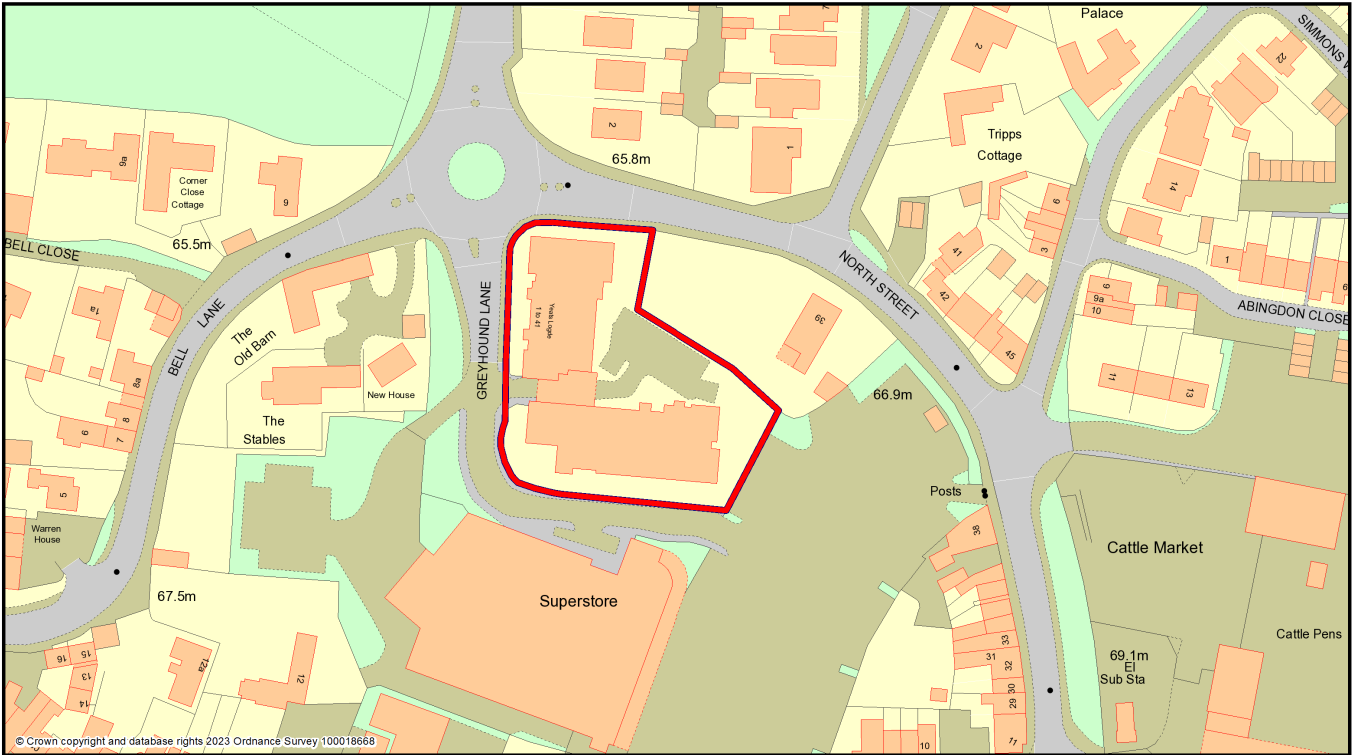 Palace
SIMMONS W
7
2
22
2
1
65.8m
Tripps
Cottage
9a
Corner
Close
Cottage
9
14
6
3
65.5m
BELL CLOSE
41
1
6
NORTH STREET
42
9
9a
10
ABINGDON CLOSE
1a
BELL LANE
The
Old Barn
GREYHOUND LANE
Yeats Lodge
1 to 41
39
45
8a
New House
11
13
66.9m
8
The
Stables
6
7
5
Posts
Warren
House
38
Cattle Market
67.5m
Superstore
33
Cattle Pens
31
32
69.1m
El
Sub Sta
16
15
12a
12
13
30
29
14
10
11
© Crown copyright and database rights 2023 Ordnance Survey 100018668